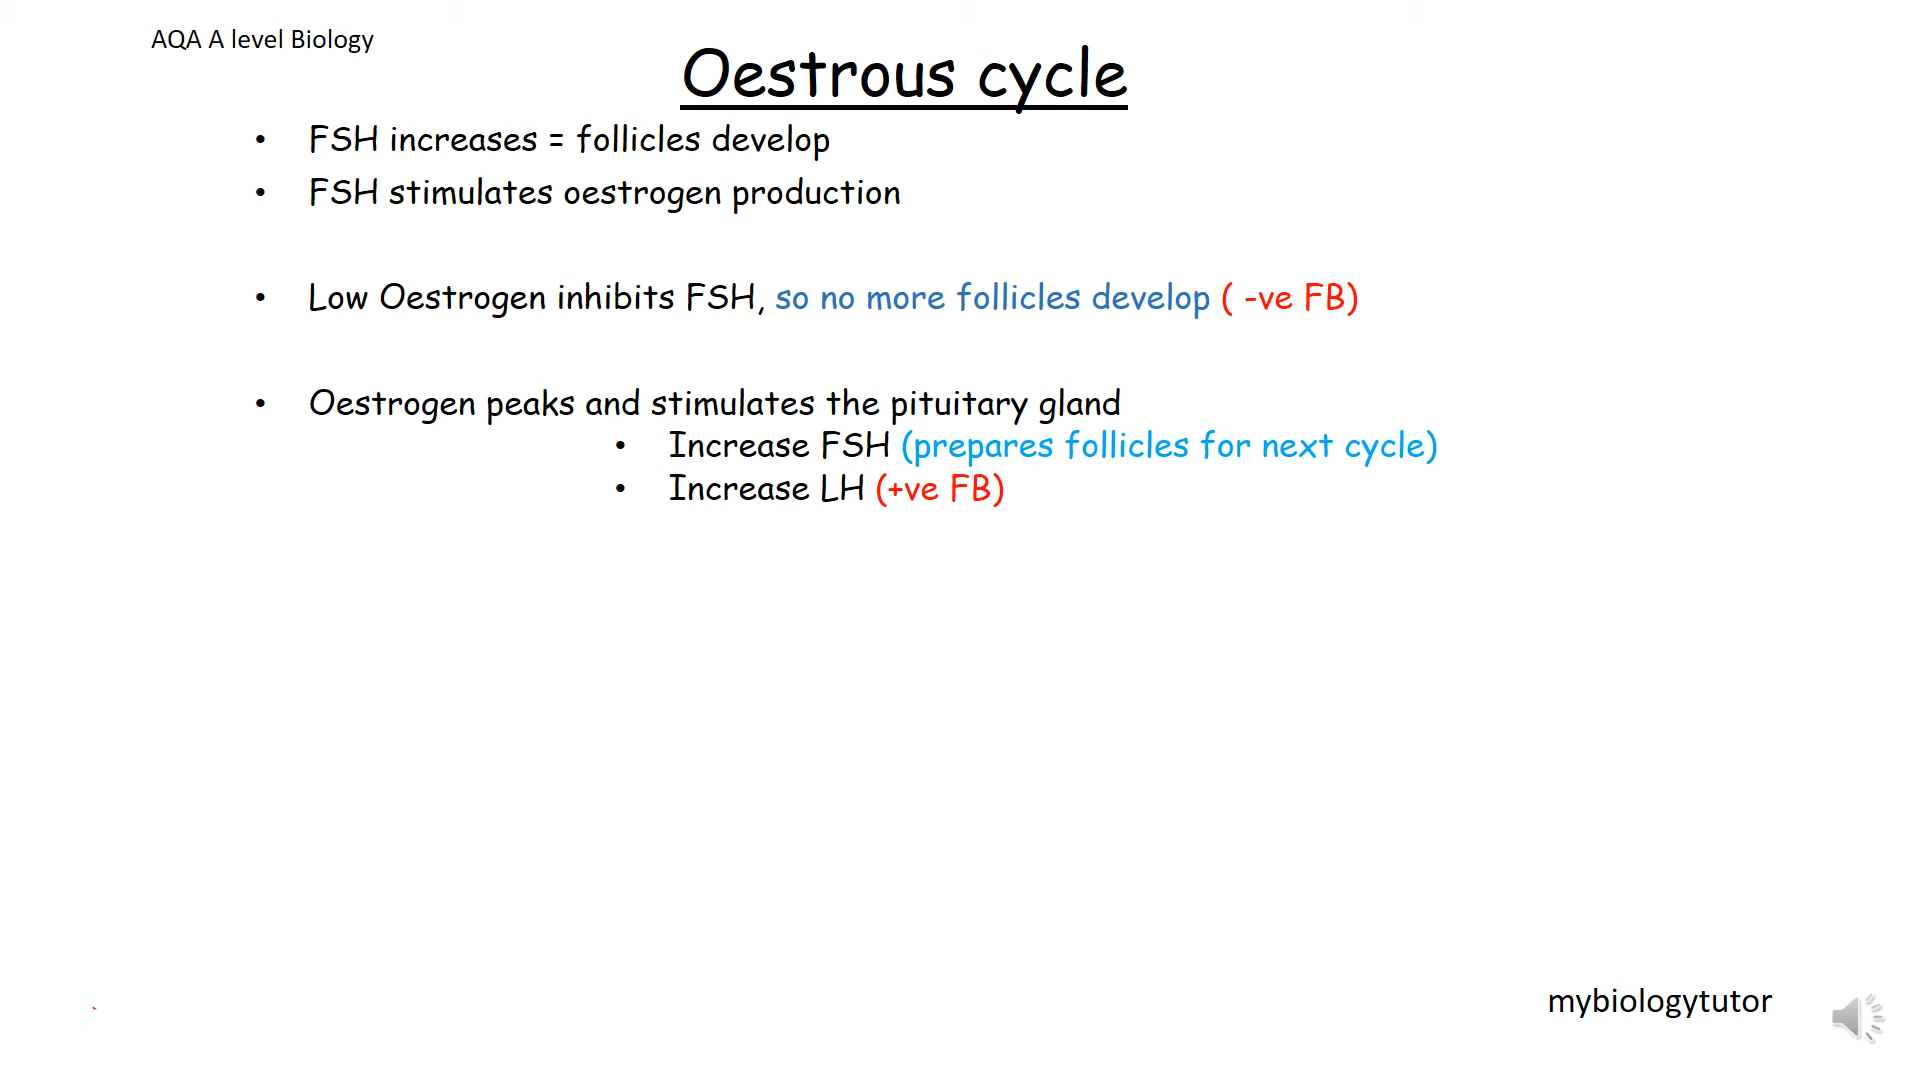 AQA A level Biology
Oestrous cycle
• FSH increases = follicles develop
• FSH stimulates oestrogen production
• Low Oestrogen inhibits FSH, so no more follicles develop ( -ve FB)
• Oestrogen peaks and stimulates the pituitary gland
• Increase FSH (prepares follicles for next cycle)
• Increase LH (+ve FB)
mybiologytutor